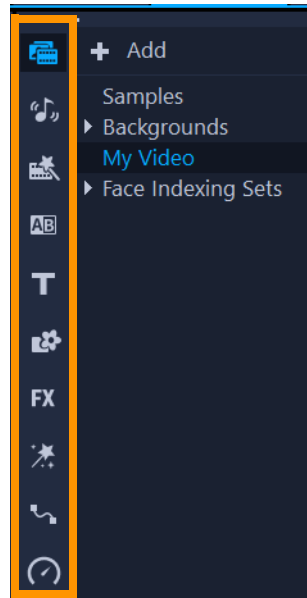 Add
Samples
Backgrounds
My Video
Face Indexing Sets
AB
T
FX